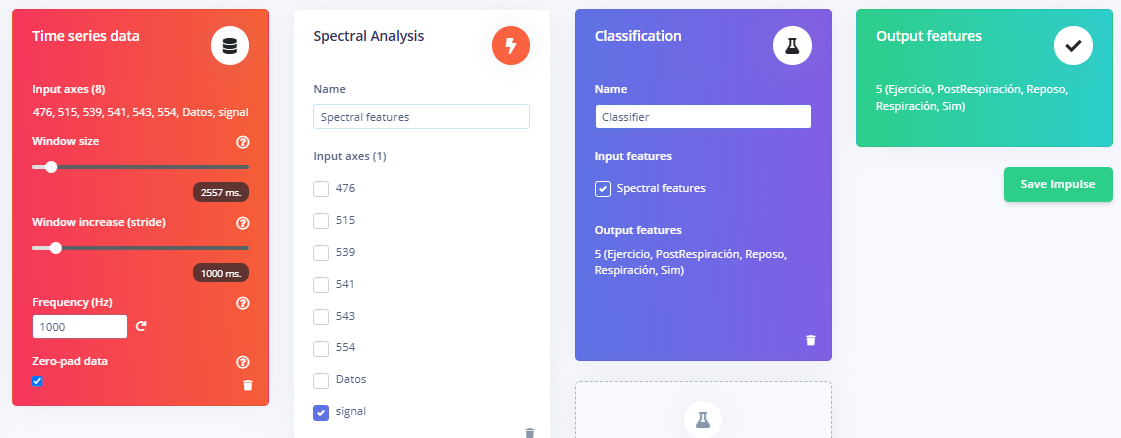 Time series data
Input axes (8)
476, 515, 539, 541, 543, 554, Datos, signal
Window size
2557 ms.
Window increase (stride)
1000 ms.
Frequency (Hz)
1000
Zero-pad data
Spectral Analysis
Name
Spectral features
Input axes (1)
476
515
539
541
543
554
Datos
signal
Classification
Name
Classifier
Input features
Spectral features
Output features
5 (Ejercicio, PostRespiración, Reposo,
Respiración, Sim)
Output features
5 (Ejercicio, PostRespiración, Reposo,
Respiración, Sim)
Save Impulse